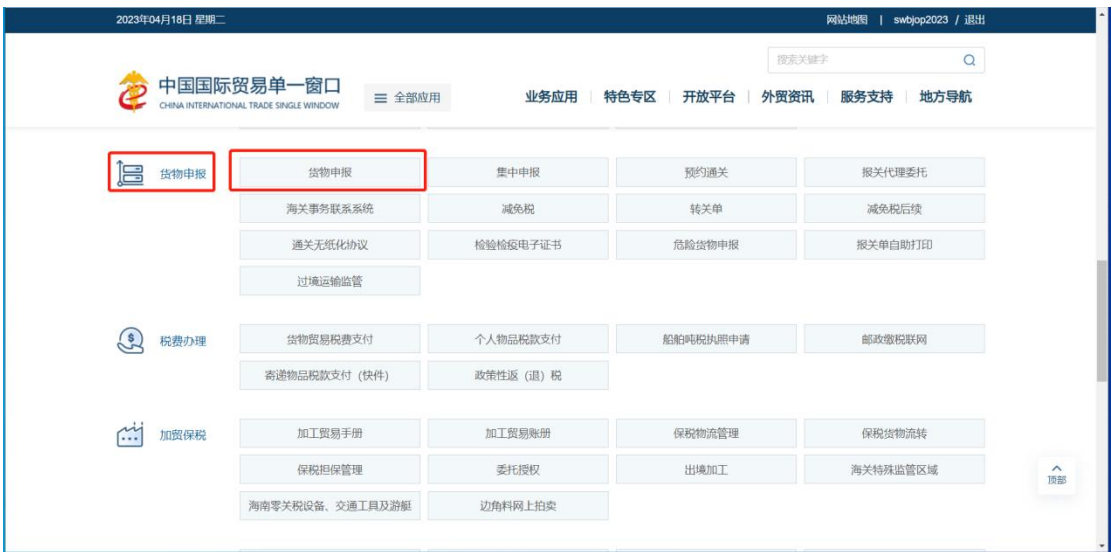 2023年04月18日 星期二
网站地图 | swbjop2023 / 退出
搜索关键字
中国国际贸易单一窗口
CHINA INTERNATIONAL TRADE SINGLE WINDOW
全部应用
业务应用 特色专区 开放平台 外贸资讯 服务支持 地方导航
货物申报
货物申报 集中申报 预约通关 报关代理委托
海关事务联系系统 减免税 转关单 减免税后续
通关无纸化协议 检验检疫电子证书 危险货物申报 报关单自助打印
过境运输监管
税费办理
货物贸易税费支付 个人物品税款支付 船舶吨税执照申请 邮政缴税联网
寄递物品税款支付（快件） 政策性返（退）税
加贸保税
加工贸易手册 加工贸易账册 保税物流管理 保税货物流转
保税担保管理 委托授权 出境加工 海关特殊监管区域
海南零关税设备、交通工具及游艇 边角料网上拍卖
顶部